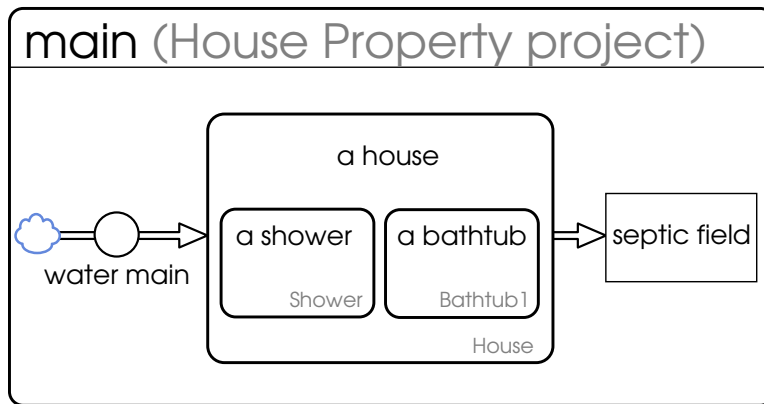 main (House Property project)
a house
a shower
a bathtub
septic field
water main
Shower
Bathtub1
House